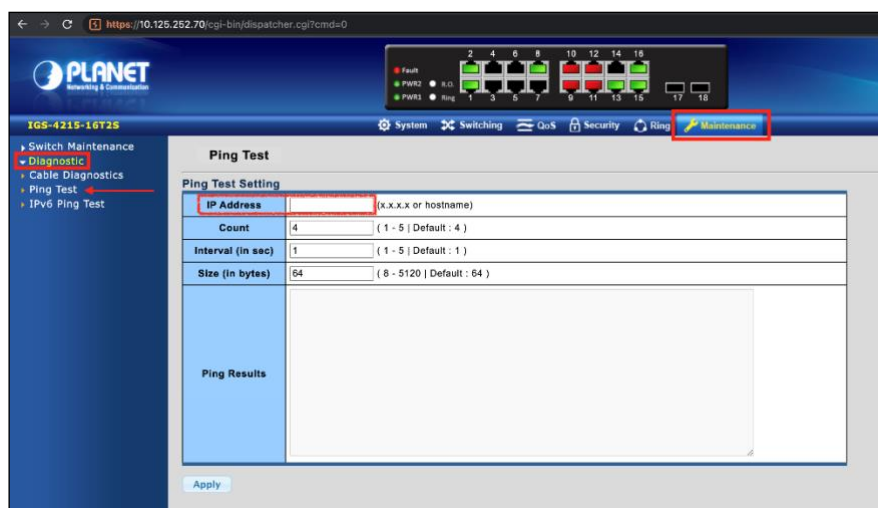 https://10.125.252.70/cgi-bin/dispatcher.cgi?cmd=0
PLANET
Networking & Communication
2 4 6 8 10 12 14 16
Fault
PWR2 R.O.
PWR1 Ring 1 3 5 7 9 11 13 15 17 18
IGS-4215-16T2S
System Switching QoS Security Ring Maintenance
Switch Maintenance
Diagnostic
Cable Diagnostics
Ping Test
IPv6 Ping Test
Ping Test
Ping Test Setting
IP Address (x.x.x.x or hostname)
Count 4 ( 1 - 5 | Default : 4 )
Interval (in sec) 1 ( 1 - 5 | Default : 1 )
Size (in bytes) 64 ( 8 - 5120 | Default : 64 )
Ping Results
Apply